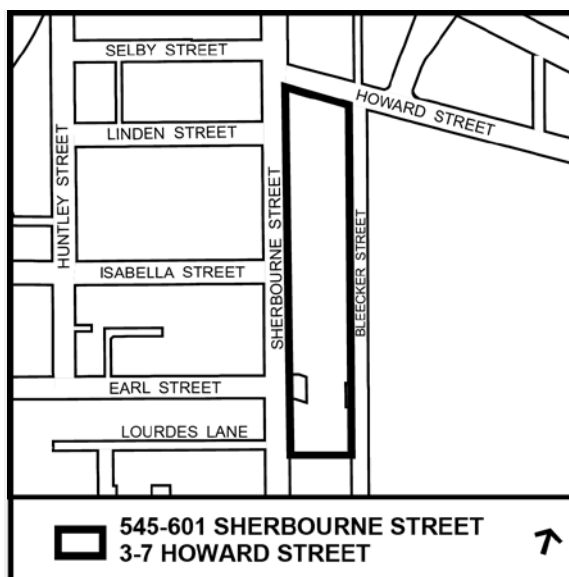 SELBY STREET
HOWARD STREET
LINDEN STREET
HUNTLEY STREET
SHERBOURNE STREET
BLEECKER STREET
ISABELLA STREET
EARL STREET
LOURDES LANE
545-601 SHERBOURNE STREET
3-7 HOWARD STREET